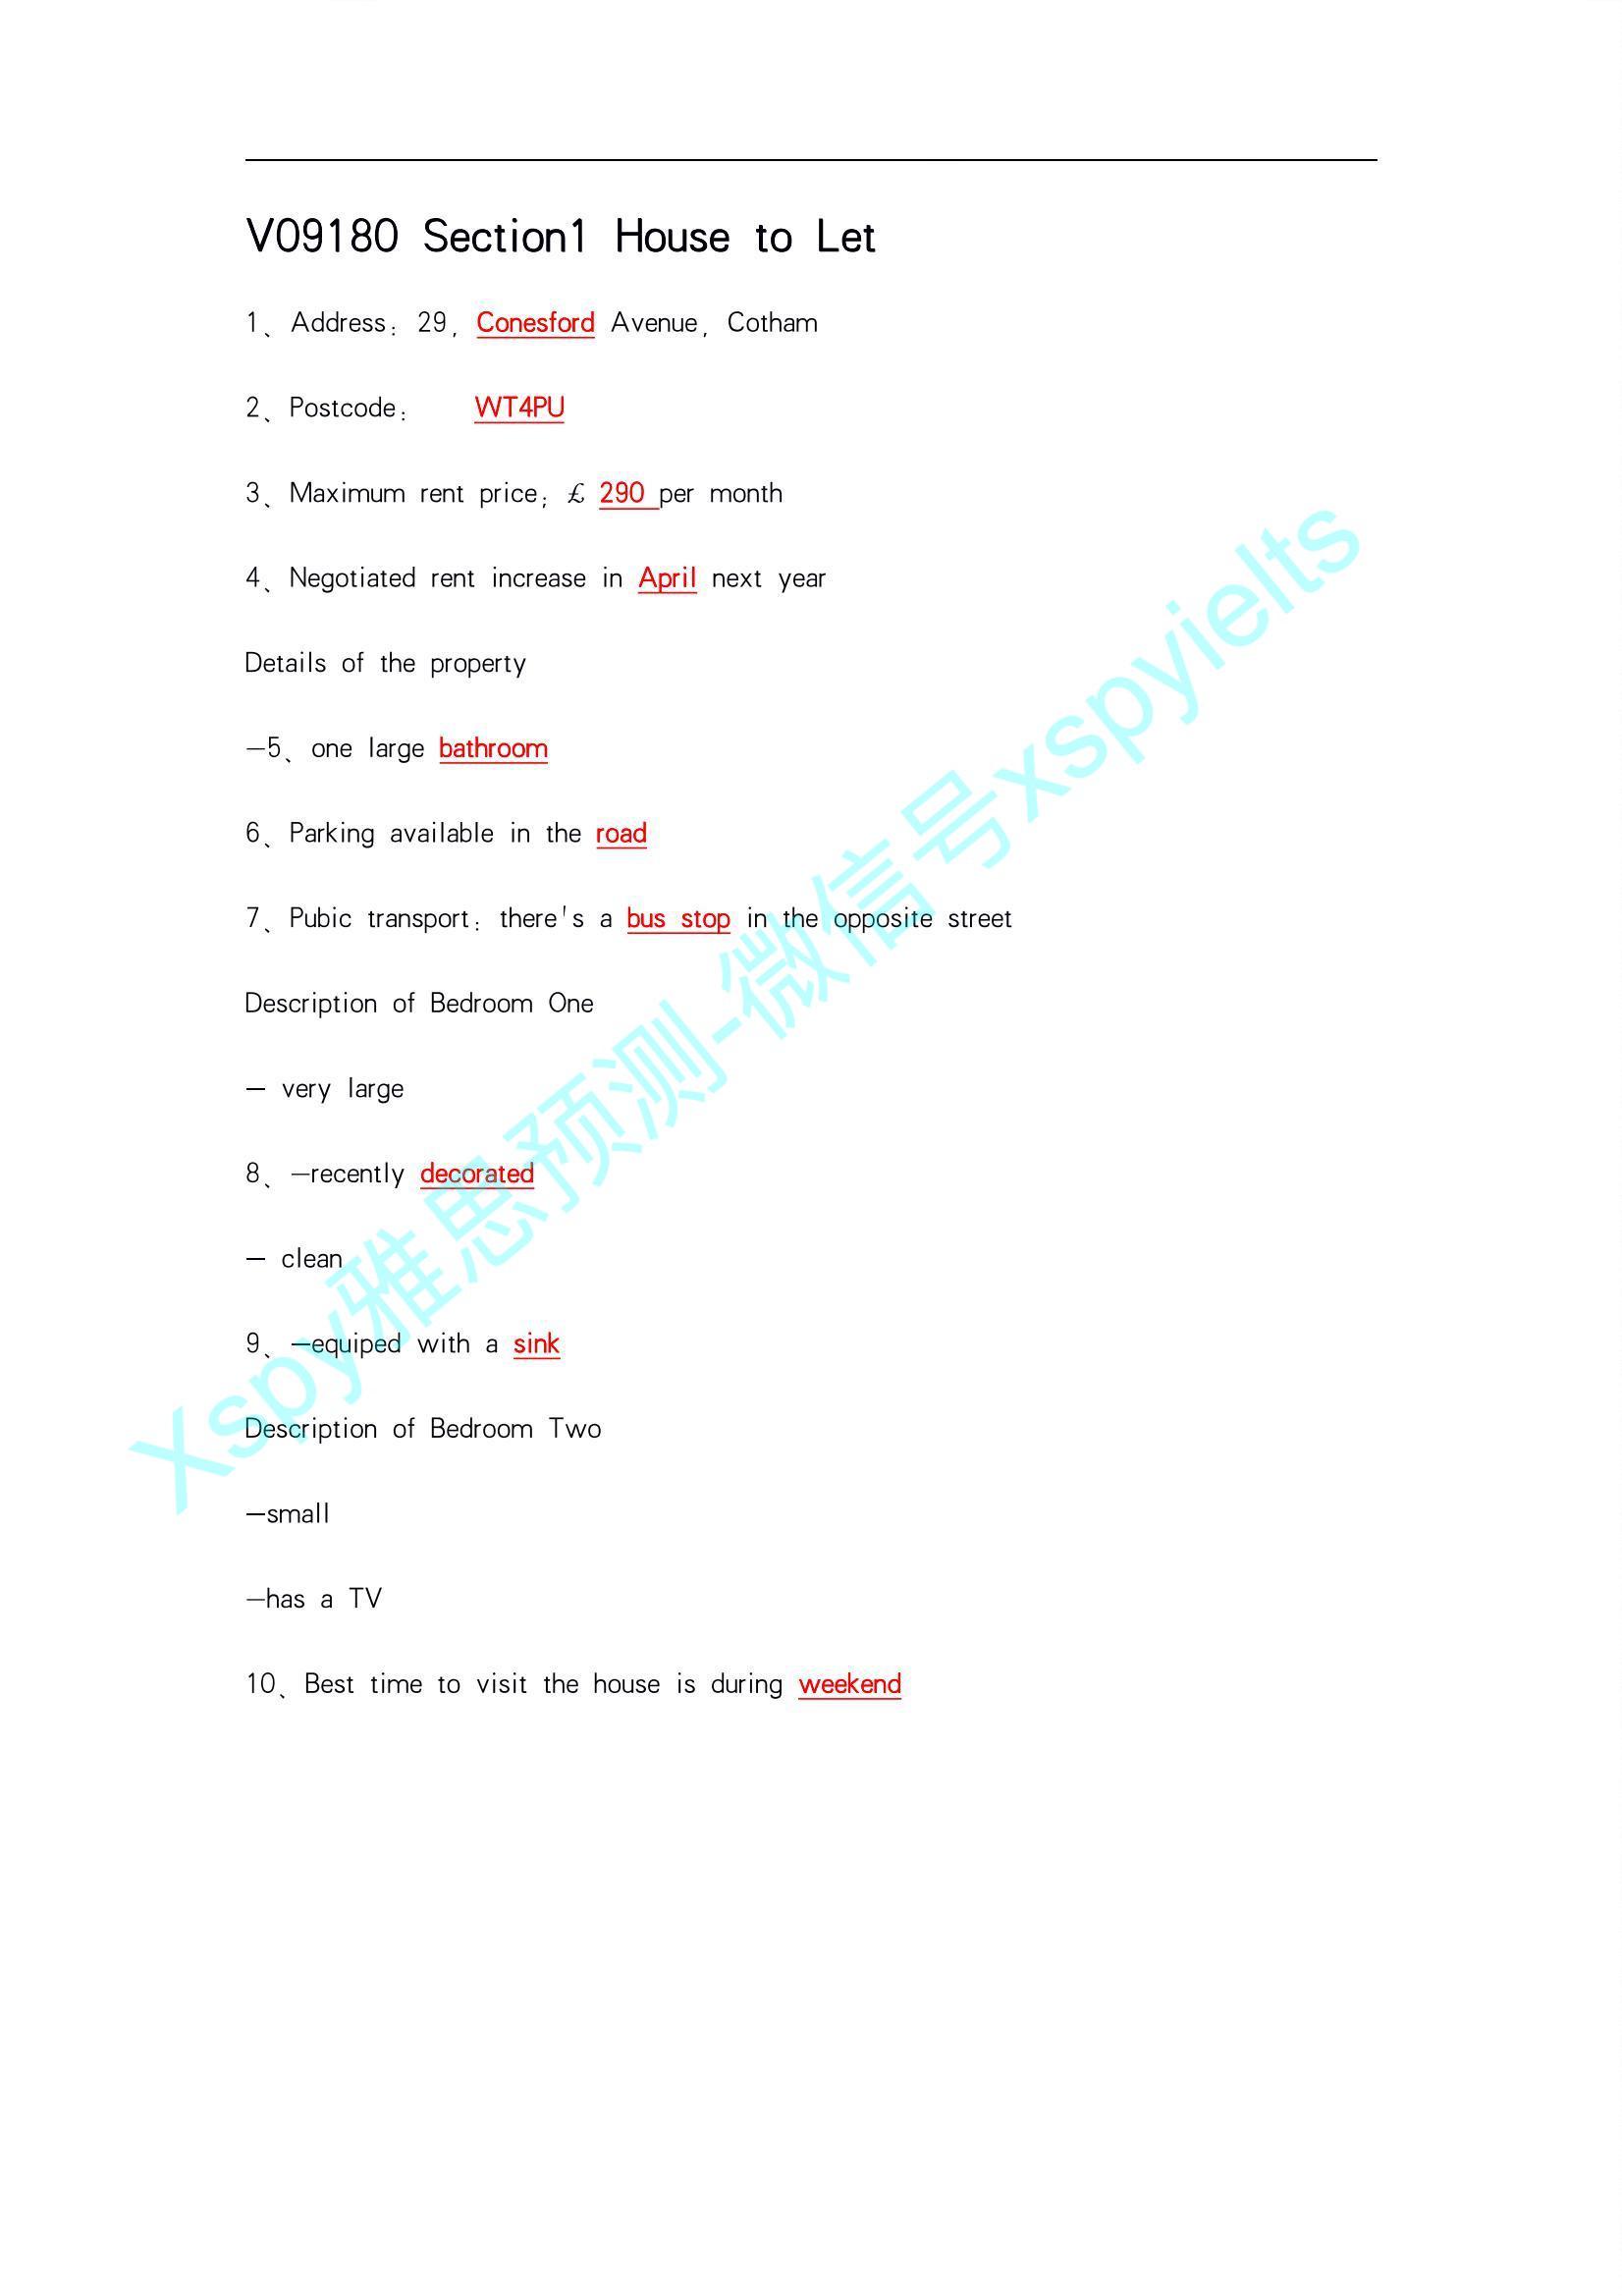 V09180 Section1 House to Let
1、Address：29，Conesford Avenue，Cotham
2、Postcode： WT4PU
3、Maximum rent price；£ 290 per month
4、Negotiated rent increase in April next year
Details of the property
—5、one large bathroom
6、Parking available in the road
7、Pubic transport：there's a bus stop in the opposite street
Description of Bedroom One
— very large
8、—recently decorated
— clean
9、—equiped with a sink
Description of Bedroom Two
—small
—has a TV
10、Best time to visit the house is during weekend
Xspy雅思预测-微信号xspyielts